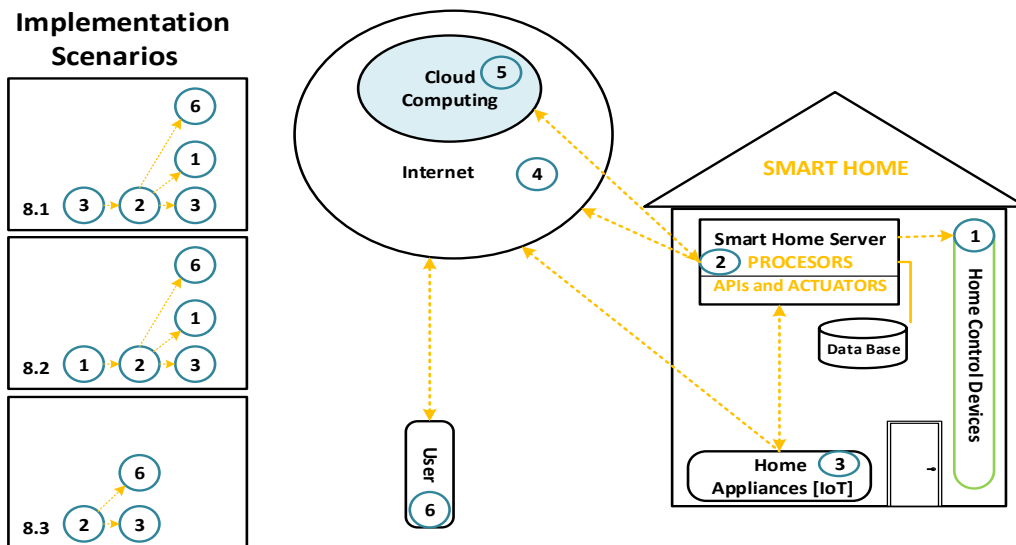 Implementation
Scenarios
6
1
8.1 3 2 3
6
1
8.2 1 2 3
6
8.3 2 3
Cloud 5
Computing
Internet 4
User
6
SMART HOME
Smart Home Server
2 PROCESORS
APIs and ACTUATORS
Data Base
1
Home Control Devices
Home 3
Appliances [IoT]